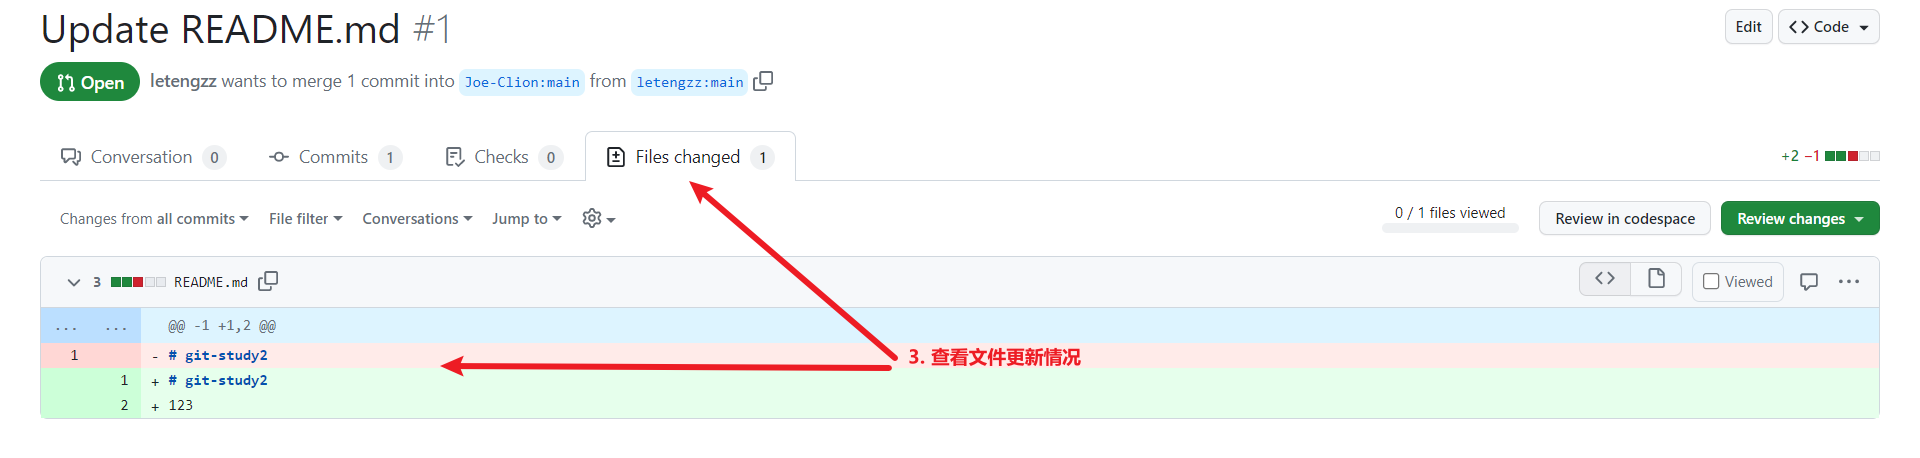 Update README.md #1
Edit
Code
Open
letengzz wants to merge 1 commit into Joe-Clion:main from letengzz:main
Conversation 0
Commits 1
Checks 0
Files changed 1
+2 −1
Changes from all commits
File filter
Conversations
Jump to
0 / 1 files viewed
Review in codespace
Review changes
3 README.md
<>
Viewed
...
... ... @@ -1 +1,2 @@
1 - # git-study2
3. 查看文件更新情况
1 + # git-study2
2 + 123